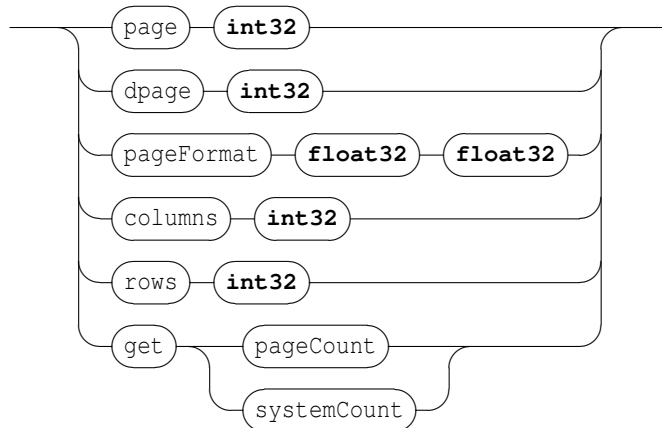 page int32
dpage int32
pageFormat float32 float32
columns int32
rows int32
get pageCount
systemCount